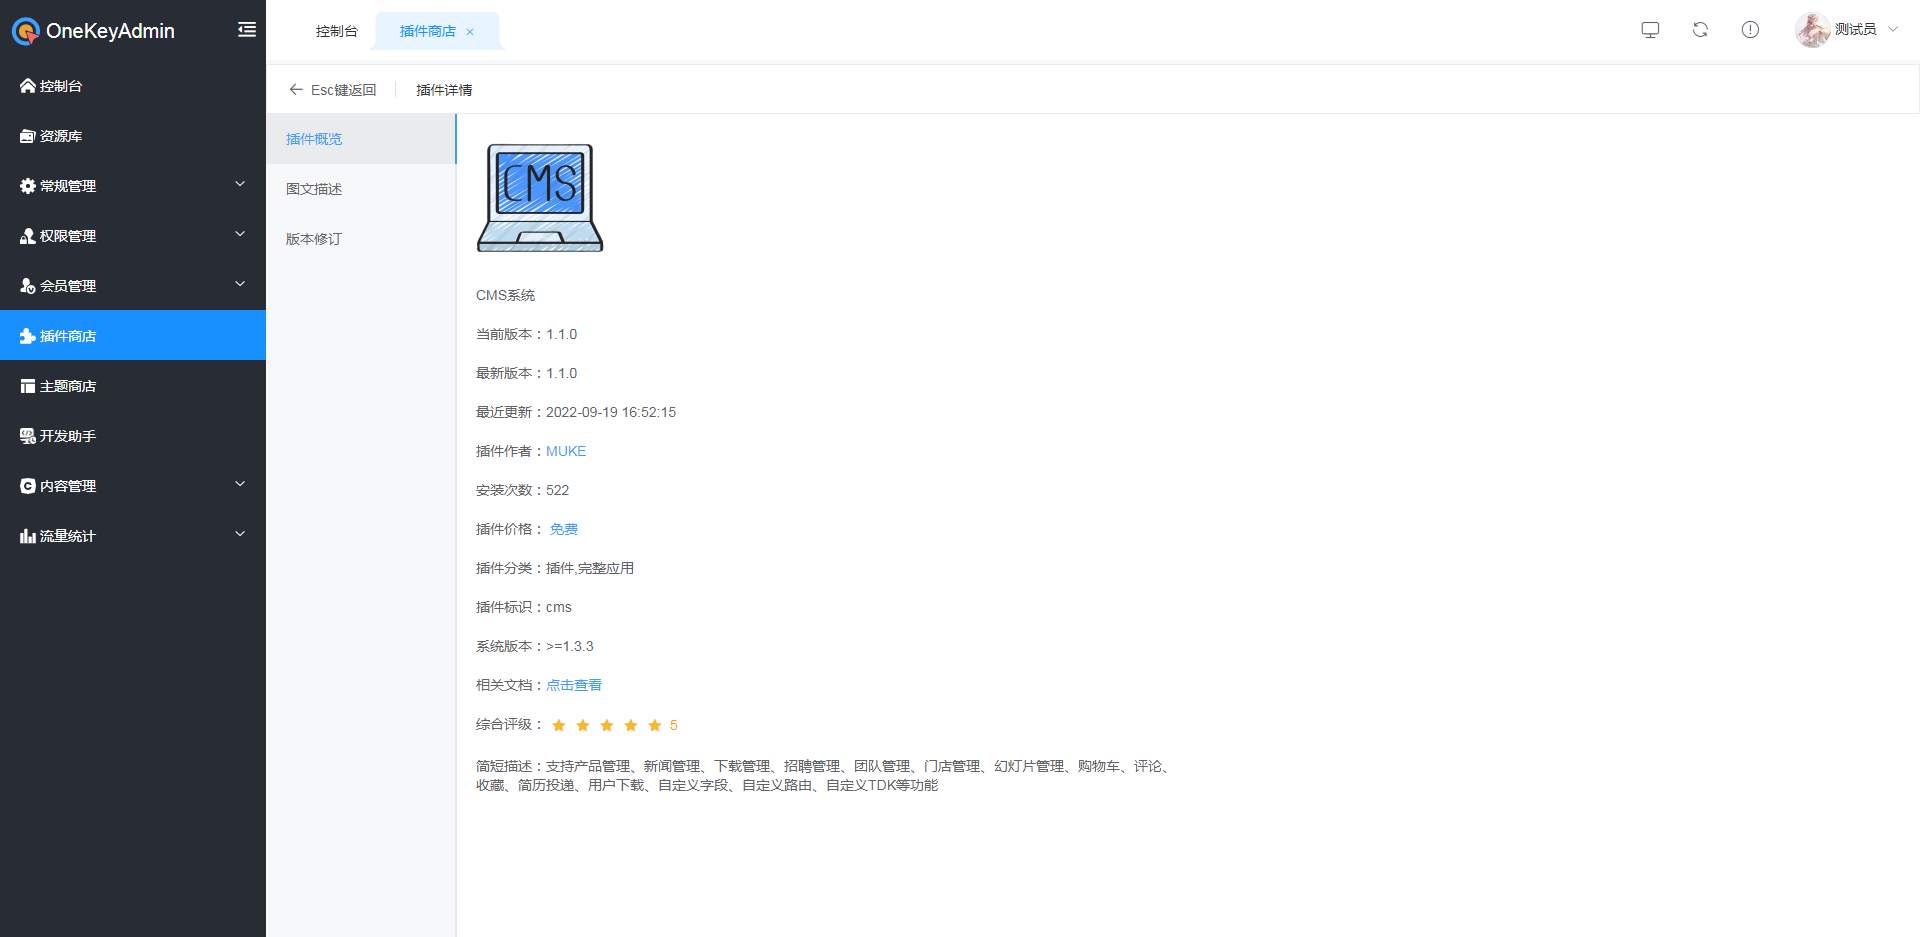 OneKeyAdmin
控制台
资源库
常规管理
权限管理
会员管理
插件商店
主题商店
开发助手
内容管理
流量统计
控制台
插件商店 ×
测试员
Esc键返回
插件详情
插件概览
图文描述
版本修订
CMS
CMS系统
当前版本：1.1.0
最新版本：1.1.0
最近更新：2022-09-19 16:52:15
插件作者：MUKE
安装次数：522
插件价格： 免费
插件分类：插件,完整应用
插件标识：cms
系统版本：>=1.3.3
相关文档：点击查看
综合评级： 5
简短描述：支持产品管理、新闻管理、下载管理、招聘管理、团队管理、门店管理、幻灯片管理、购物车、评论、
收藏、简历投递、用户下载、自定义字段、自定义路由、自定义TDK等功能